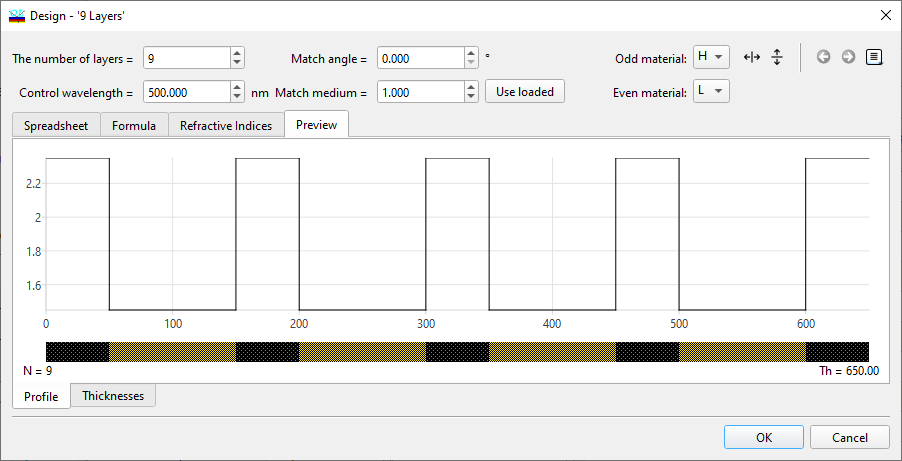 Design - '9 Layers'
The number of layers = 9 Match angle = 0.000 ° Odd material: H
Control wavelength = 500.000 nm Match medium = 1.000 Use loaded Even material: L
Spreadsheet Formula Refractive Indices Preview
2.2
2
1.8
1.6
0 100 200 300 400 500 600
N = 9 Th = 650.00
Profile Thicknesses
OK Cancel